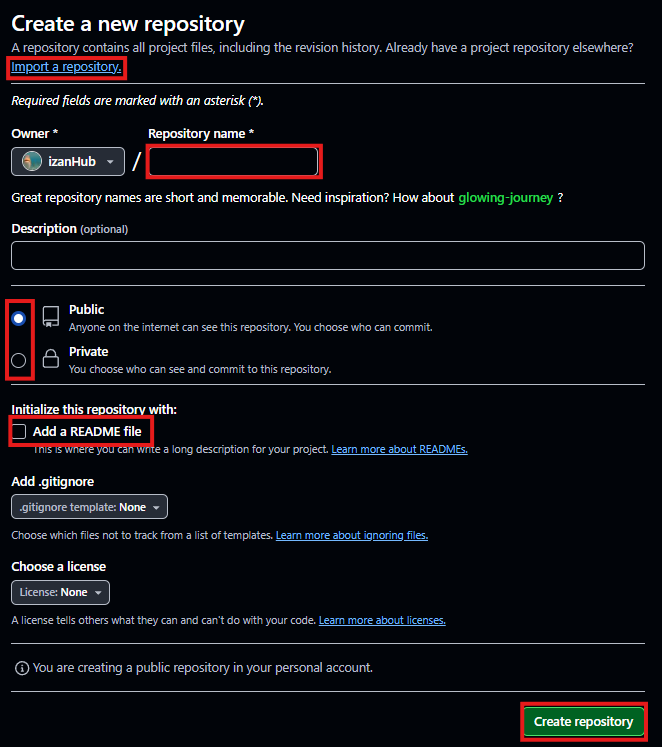 Create a new repository
A repository contains all project files, including the revision history. Already have a project repository elsewhere?
Import a repository.
Required fields are marked with an asterisk (*).
Owner * Repository name *
izanHub /
Great repository names are short and memorable. Need inspiration? How about glowing-journey ?
Description (optional)
Public
Anyone on the internet can see this repository. You choose who can commit.
Private
You choose who can see and commit to this repository.
Initialize this repository with:
Add a README file
This is where you can write a long description for your project. Learn more about READMEs.
Add .gitignore
.gitignore template: None
Choose which files not to track from a list of templates. Learn more about ignoring files.
Choose a license
License: None
A license tells others what they can and can't do with your code. Learn more about licenses.
You are creating a public repository in your personal account.
Create repository